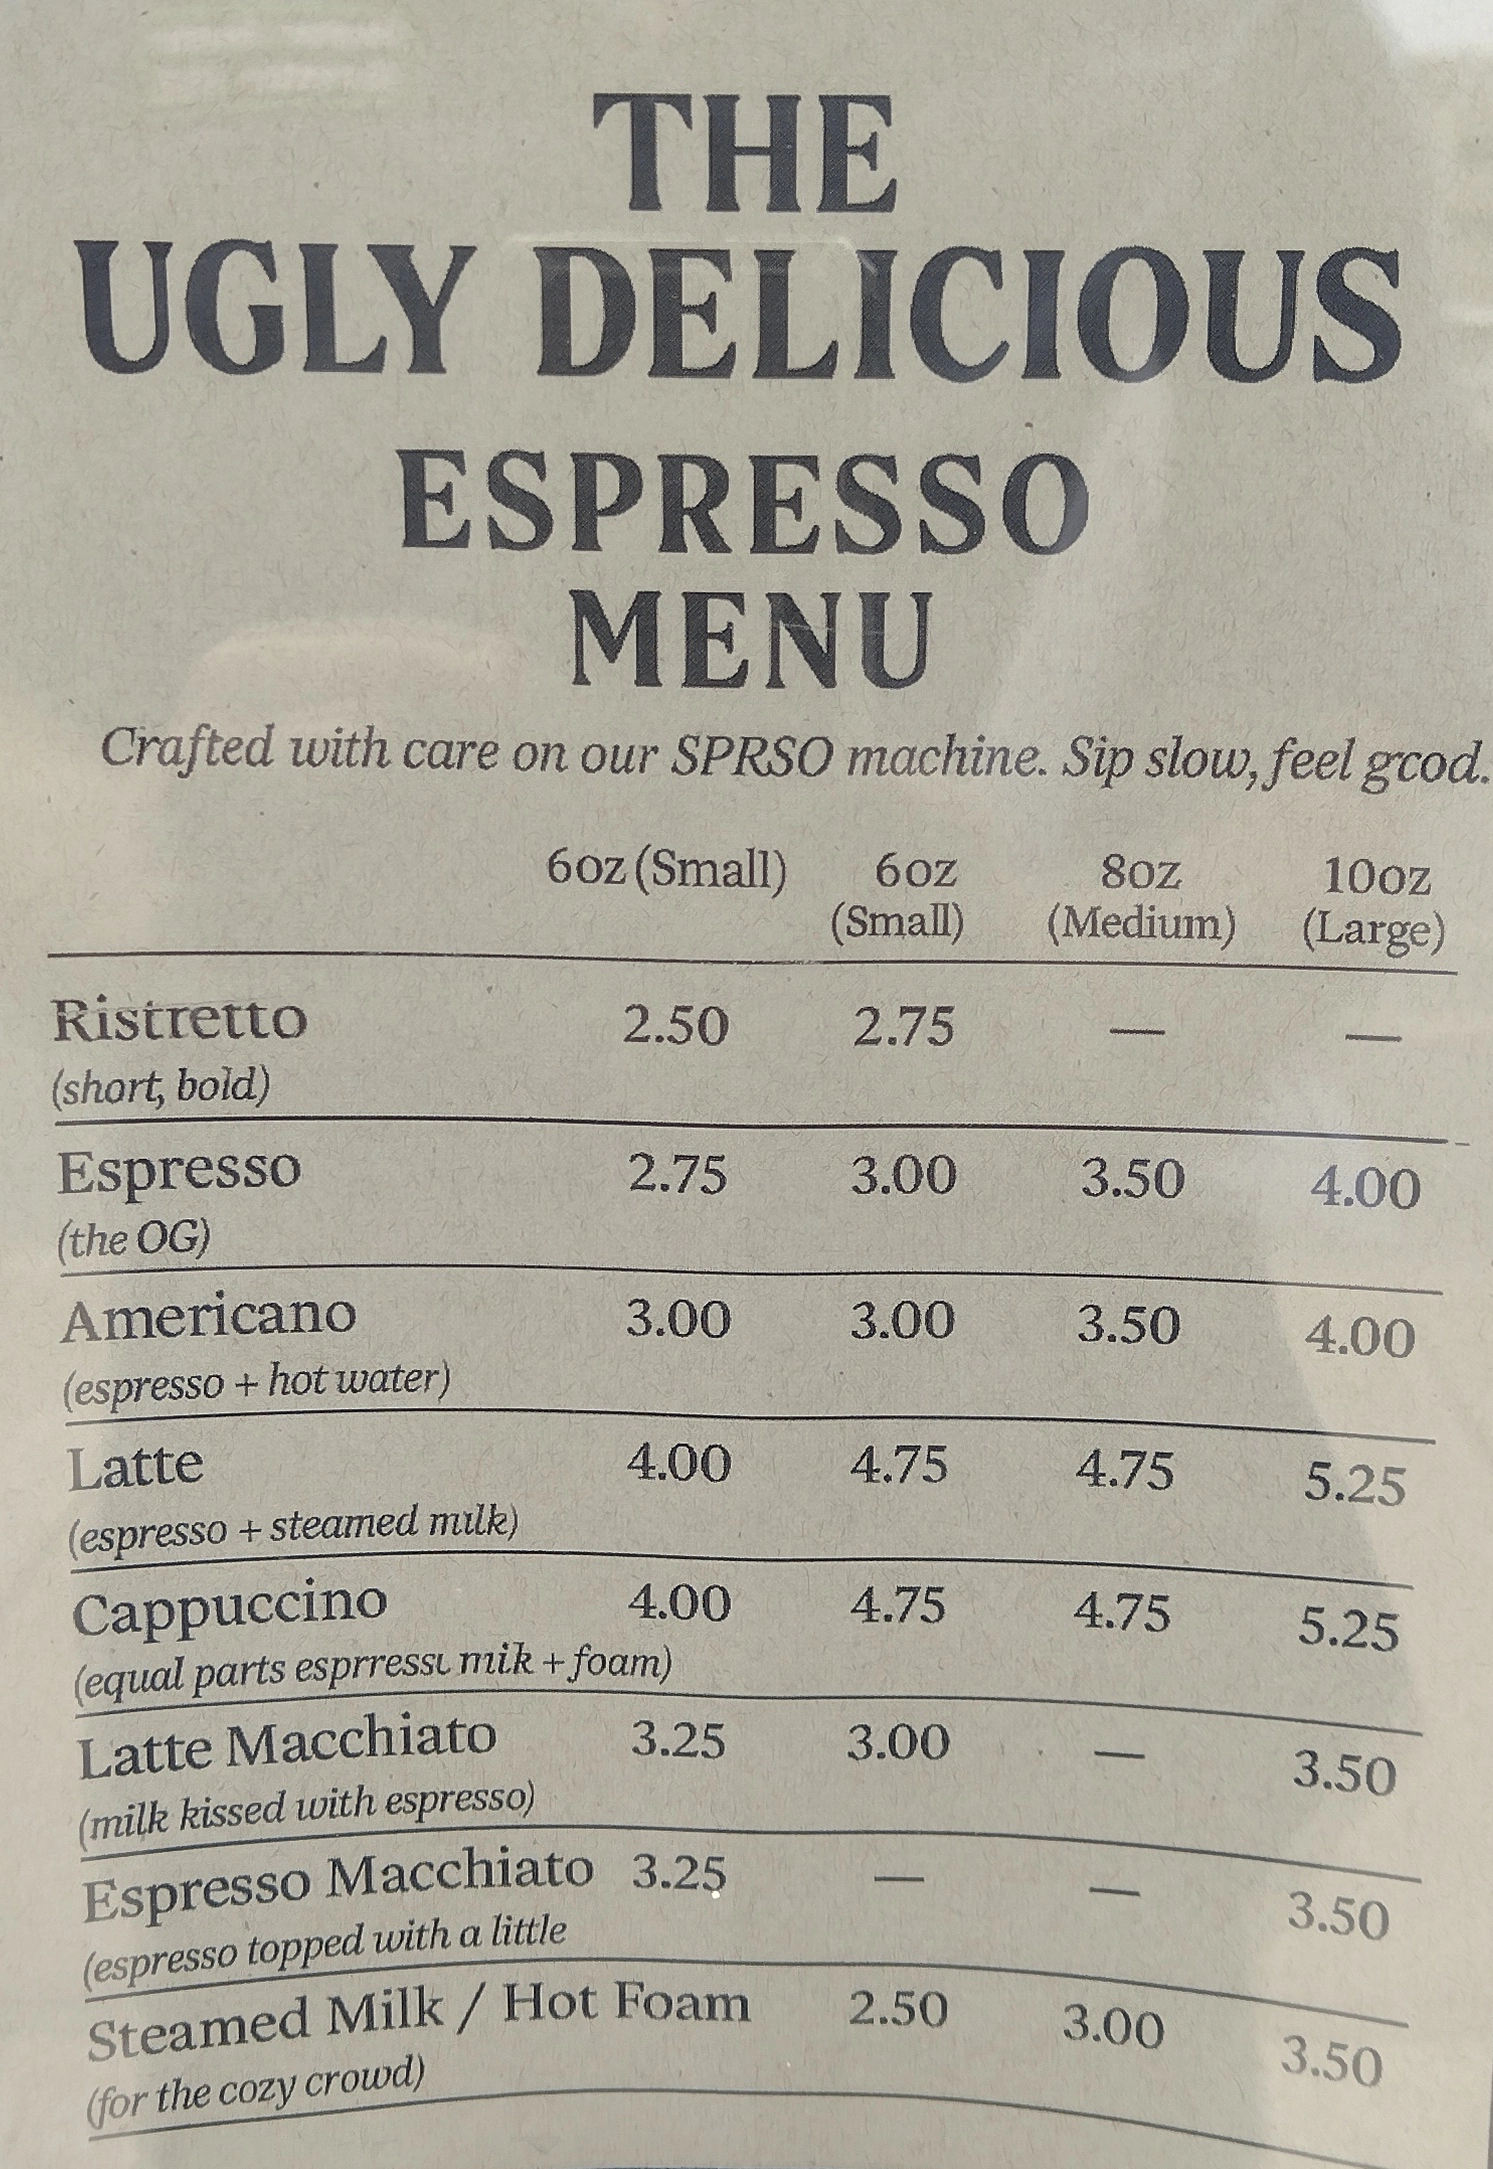 THE
UGLY DELICIOUS
ESPRESSO
MENU
Crafted with care on our SPRSO machine. Sip slow, feel gcod.
6oz (Small) 6oz 8oz 10oz
(Small) (Medium) (Large)
Ristretto 2.50 2.75 — —
(short, bold)
Espresso 2.75 3.00 3.50 4.00
(the OG)
Americano 3.00 3.00 3.50 4.00
(espresso + hot water)
Latte 4.00 4.75 4.75 5.25
(espresso + steamed mılk)
Cappuccino 4.00 4.75 4.75 5.25
(equal parts esprressι mik + foam)
Latte Macchiato 3.25 3.00 — 3.50
(milk kissed with espresso)
Espresso Macchiato 3.25 — — 3.50
(espresso topped with a little
Steamed Milk / Hot Foam 2.50 3.00 3.50
(for the cozy crowd)